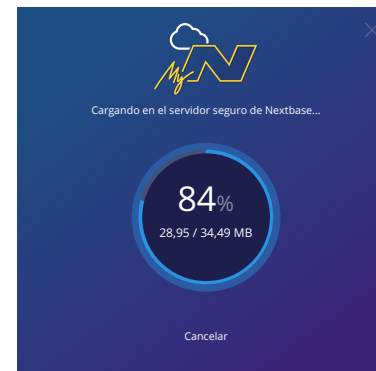 MyN
Cargando en el servidor seguro de Nextbase...
84%
28,95 / 34,49 MB
Cancelar